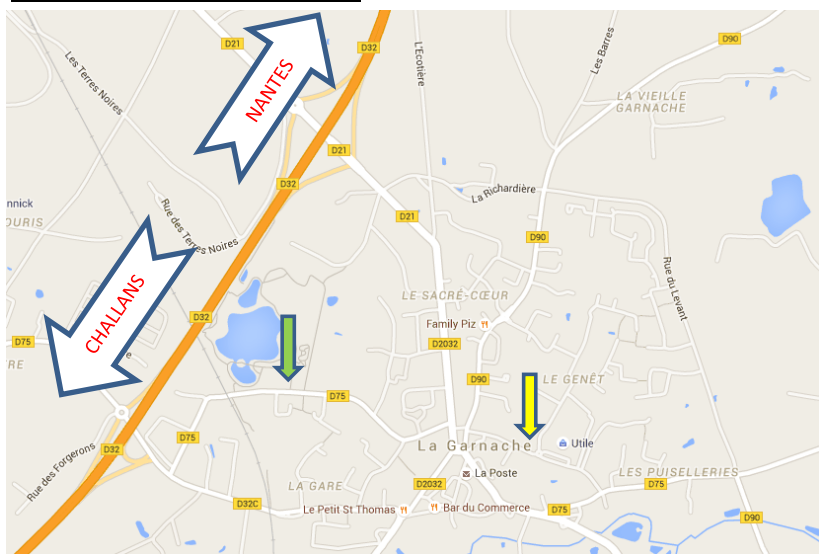 D21
D32
D90
Les Terres Noires
L'Ecotière
Les Barres
NANTES
LA VIEILLE
GARNACHE
D21
D32
La Richardière
nnick
OURIS
Rue des Terres Noires
D21
D90
Rue du Levant
CHALLANS
LE SACRÉ-CŒUR
D32
Family Piz
D75
RE
e
D2032
D90
LE GENÊT
D75
D75
La Garnache
Utile
D32
Rue des Forgerons
La Poste
LES PUISELLERIES
LA GARE
D2032
D75
D32C
Le Petit St Thomas
Bar du Commerce
D75
D90